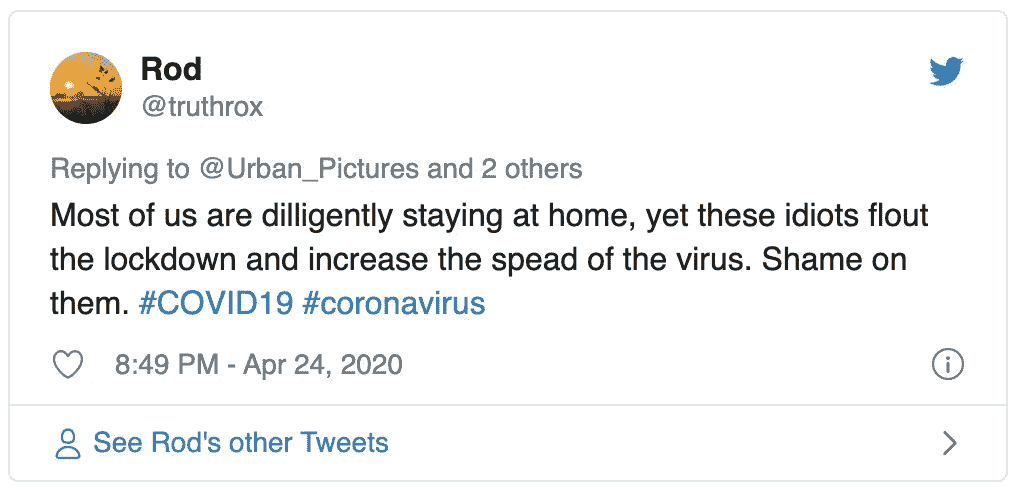 Rod
@truthrox
Replying to @Urban_Pictures and 2 others
Most of us are dilligently staying at home, yet these idiots flout
the lockdown and increase the spead of the virus. Shame on
them. #COVID19 #coronavirus
8:49 PM - Apr 24, 2020
See Rod's other Tweets